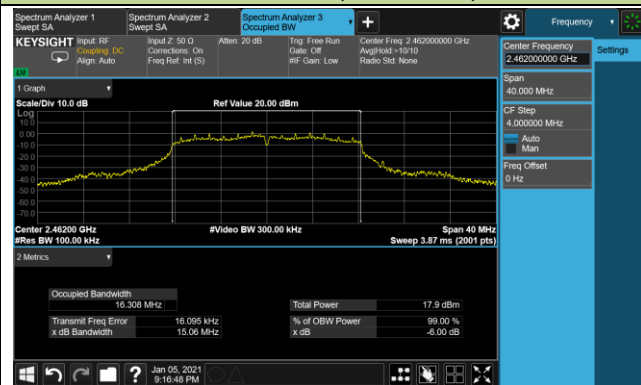 Spectrum Analyzer 1
Swept SA
Spectrum Analyzer 2
Swept SA
Spectrum Analyzer 3
Occupied BW
Frequency
KEYSIGHT
Input: RF
Coupling: DC
Align: Auto
Input Z: 50 Ω
Corrections: On
Freq Ref: Int (S)
Atten: 20 dB
Trig: Free Run
Gate: Off
#IF Gain: Low
Center Freq: 2.462000000 GHz
Avg|Hold:>10/10
Radio Std: None
Center Frequency
2.462000000 GHz
Settings
Span
40.000 MHz
CF Step
4.000000 MHz
Auto
Man
Freq Offset
0 Hz
1 Graph
Scale/Div 10.0 dB
Ref Value 20.00 dBm
Log
10.0
0.00
-10.0
-20.0
-30.0
-40.0
-50.0
-60.0
-70.0
Center 2.46200 GHz
#Video BW 300.00 kHz
Span 40 MHz
#Res BW 100.00 kHz
Sweep 3.87 ms (2001 pts)
2 Metrics
Occupied Bandwidth
16.308 MHz
Total Power 17.9 dBm
Transmit Freq Error 16.095 kHz
% of OBW Power 99.00 %
x dB Bandwidth 15.06 MHz
x dB -6.00 dB
?
Jan 05, 2021
9:16:48 PM